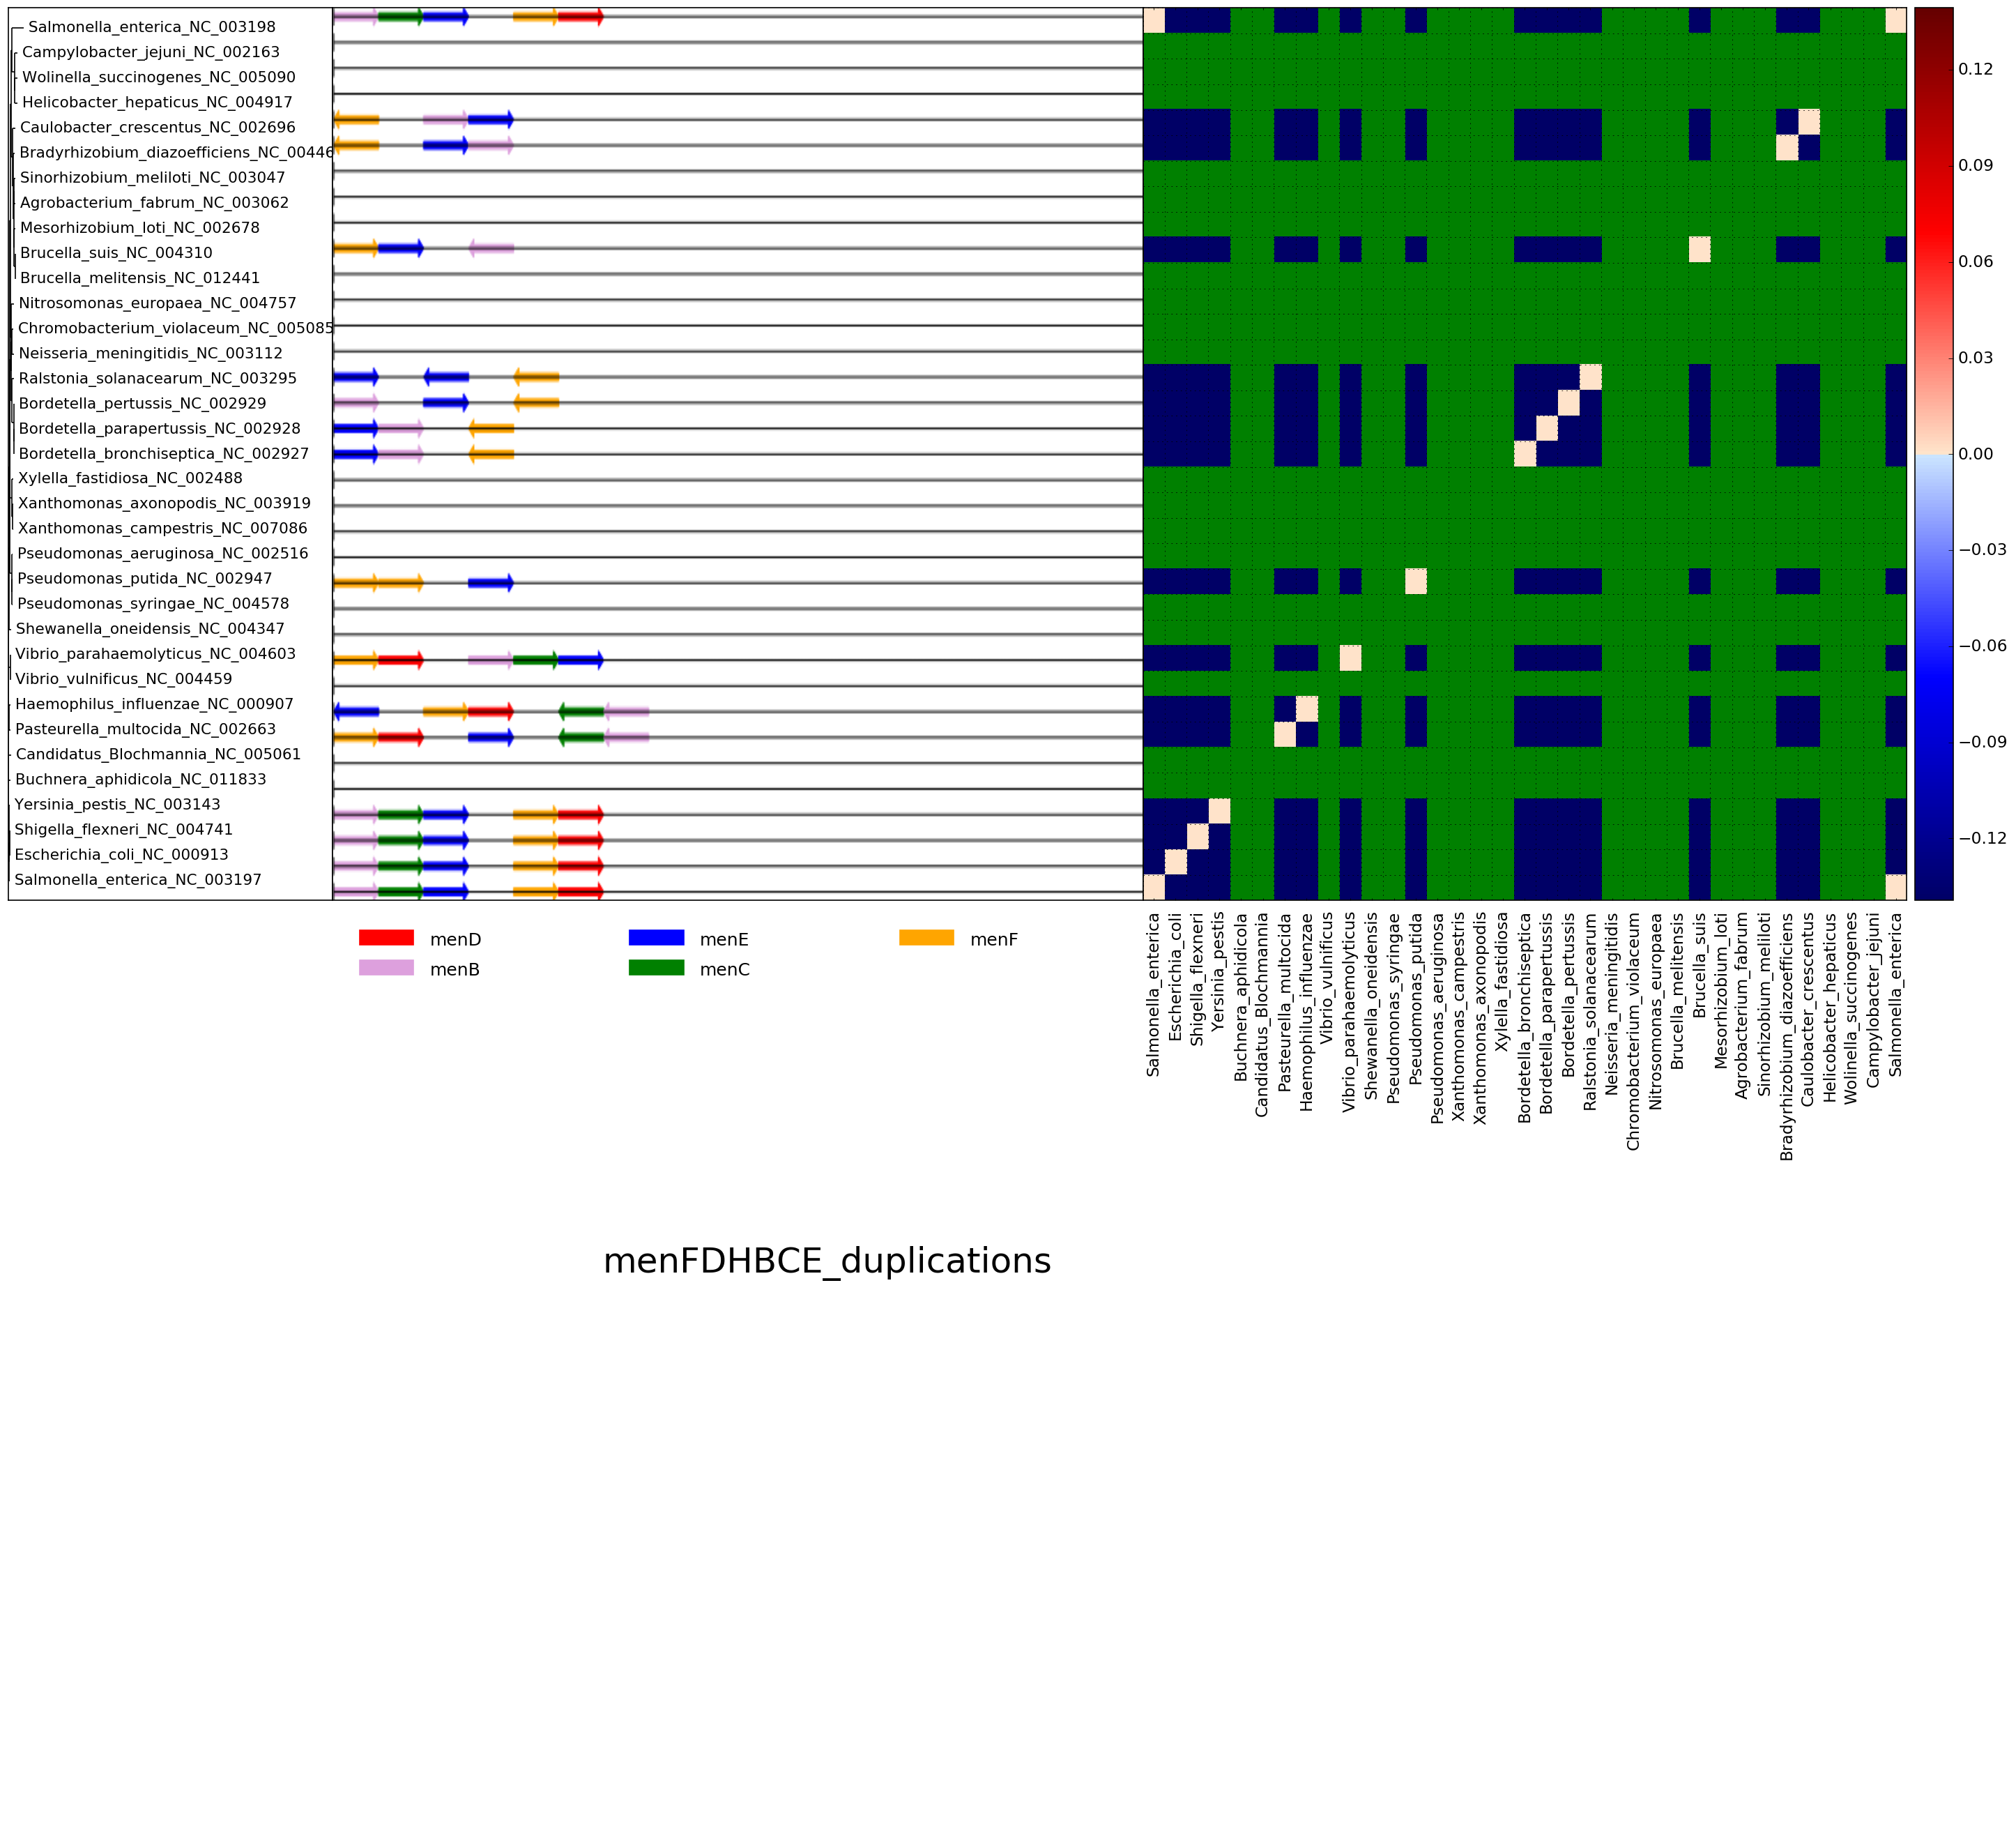 Salmonella_enterica_NC_003198
Campylobacter_jejuni_NC_002163
Wolinella_succinogenes_NC_005090
Helicobacter_hepaticus_NC_004917
Caulobacter_crescentus_NC_002696
Bradyrhizobium_diazoefficiens_NC_00446
Sinorhizobium_meliloti_NC_003047
Agrobacterium_fabrum_NC_003062
Mesorhizobium_loti_NC_002678
Brucella_suis_NC_004310
Brucella_melitensis_NC_012441
Nitrosomonas_europaea_NC_004757
Chromobacterium_violaceum_NC_005085
Neisseria_meningitidis_NC_003112
Ralstonia_solanacearum_NC_003295
Bordetella_pertussis_NC_002929
Bordetella_parapertussis_NC_002928
Bordetella_bronchiseptica_NC_002927
Xylella_fastidiosa_NC_002488
Xanthomonas_axonopodis_NC_003919
Xanthomonas_campestris_NC_007086
Pseudomonas_aeruginosa_NC_002516
Pseudomonas_putida_NC_002947
Pseudomonas_syringae_NC_004578
Shewanella_oneidensis_NC_004347
Vibrio_parahaemolyticus_NC_004603
Vibrio_vulnificus_NC_004459
Haemophilus_influenzae_NC_000907
Pasteurella_multocida_NC_002663
Candidatus_Blochmannia_NC_005061
Buchnera_aphidicola_NC_011833
Yersinia_pestis_NC_003143
Shigella_flexneri_NC_004741
Escherichia_coli_NC_000913
Salmonella_enterica_NC_003197
0.12
0.09
0.06
0.03
0.00
−0.03
−0.06
−0.09
−0.12
menD
menE
menF
menB
menC
Salmonella_enterica
Escherichia_coli
Shigella_flexneri
Yersinia_pestis
Buchnera_aphidicola
Candidatus_Blochmannia
Pasteurella_multocida
Haemophilus_influenzae
Vibrio_vulnificus
Vibrio_parahaemolyticus
Shewanella_oneidensis
Pseudomonas_syringae
Pseudomonas_putida
Pseudomonas_aeruginosa
Xanthomonas_campestris
Xanthomonas_axonopodis
Xylella_fastidiosa
Bordetella_bronchiseptica
Bordetella_parapertussis
Bordetella_pertussis
Ralstonia_solanacearum
Neisseria_meningitidis
Chromobacterium_violaceum
Nitrosomonas_europaea
Brucella_melitensis
Brucella_suis
Mesorhizobium_loti
Agrobacterium_fabrum
Sinorhizobium_meliloti
Bradyrhizobium_diazoefficiens
Caulobacter_crescentus
Helicobacter_hepaticus
Wolinella_succinogenes
Campylobacter_jejuni
Salmonella_enterica
menFDHBCE_duplications